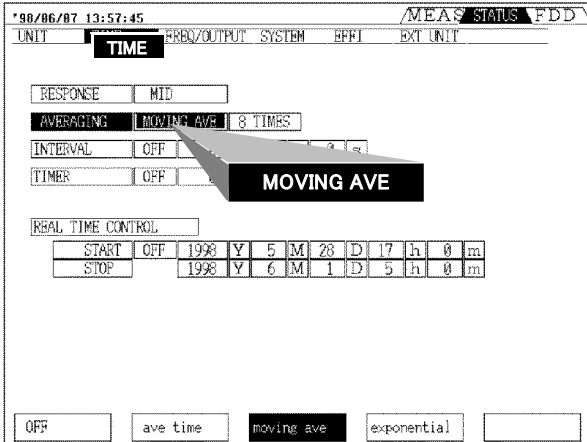 '98/06/07 13:57:45 MEAS STATUS FDD
UNIT TIME FREQ/OUTPUT SYSTEM EFFI EXT UNIT
RESPONSE MID
AVERAGING MOVING AVE 8 TIMES
INTERVAL OFF
TIMER OFF
MOVING AVE
REAL TIME CONTROL
START OFF 1998 Y 5 M 28 D 17 h 0 m
STOP 1998 Y 6 M 1 D 5 h 0 m
OFF ave time moving ave exponential